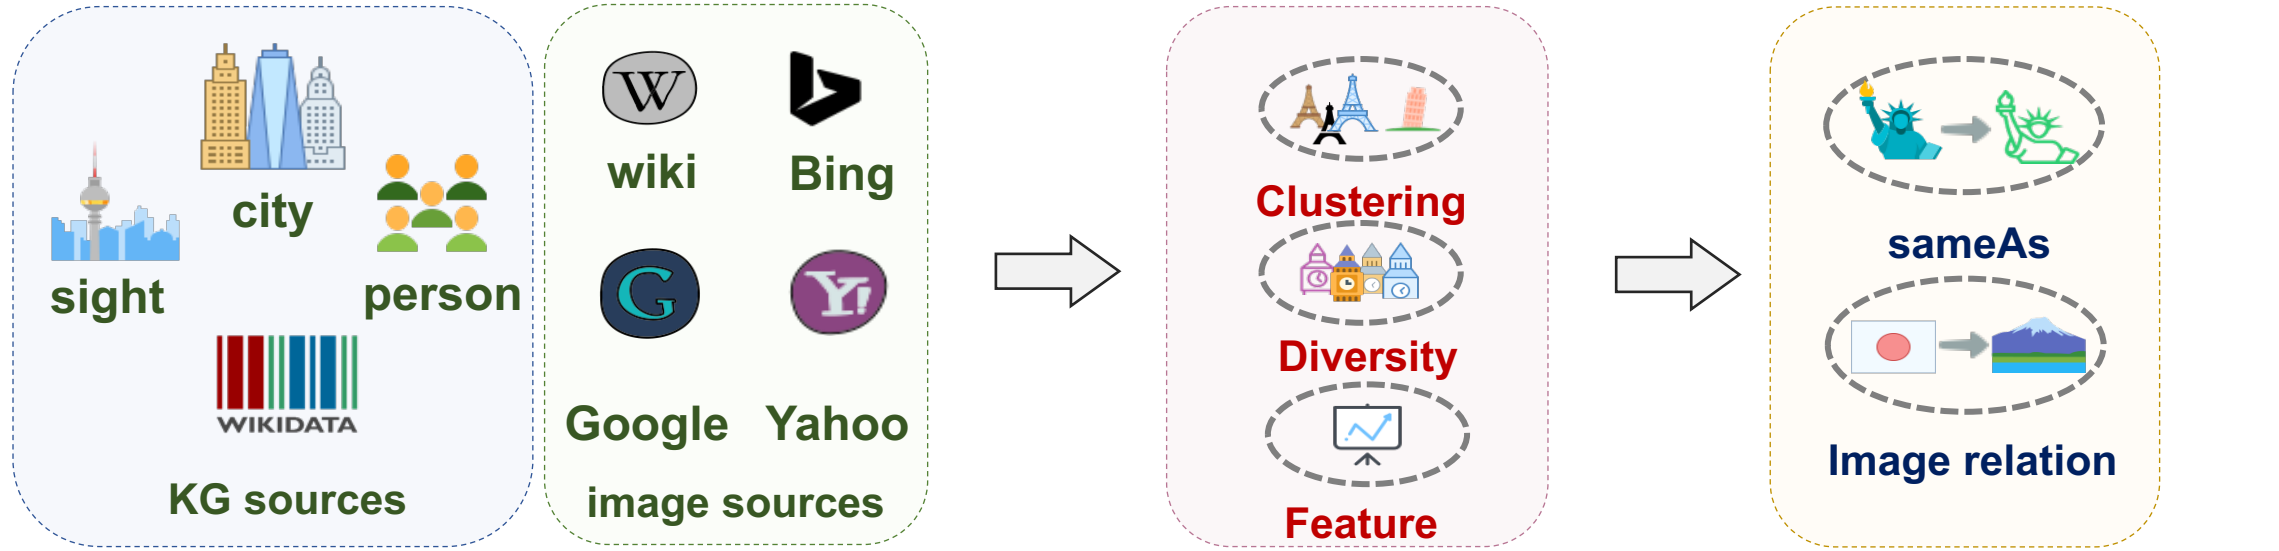 city
sight
person
WIKIDATA
KG sources
W
wiki
Bing
G
Y!
Google
Yahoo
image sources
Clustering
Diversity
Feature
sameAs
Image relation